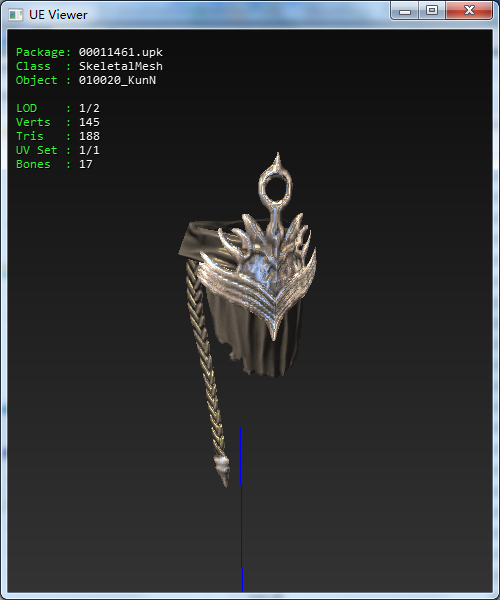 UE Viewer
Package: 00011461.upk
Class : SkeletalMesh
Object : 010020_KunN
LOD : 1/2
Verts : 145
Tris : 188
UV Set : 1/1
Bones : 17